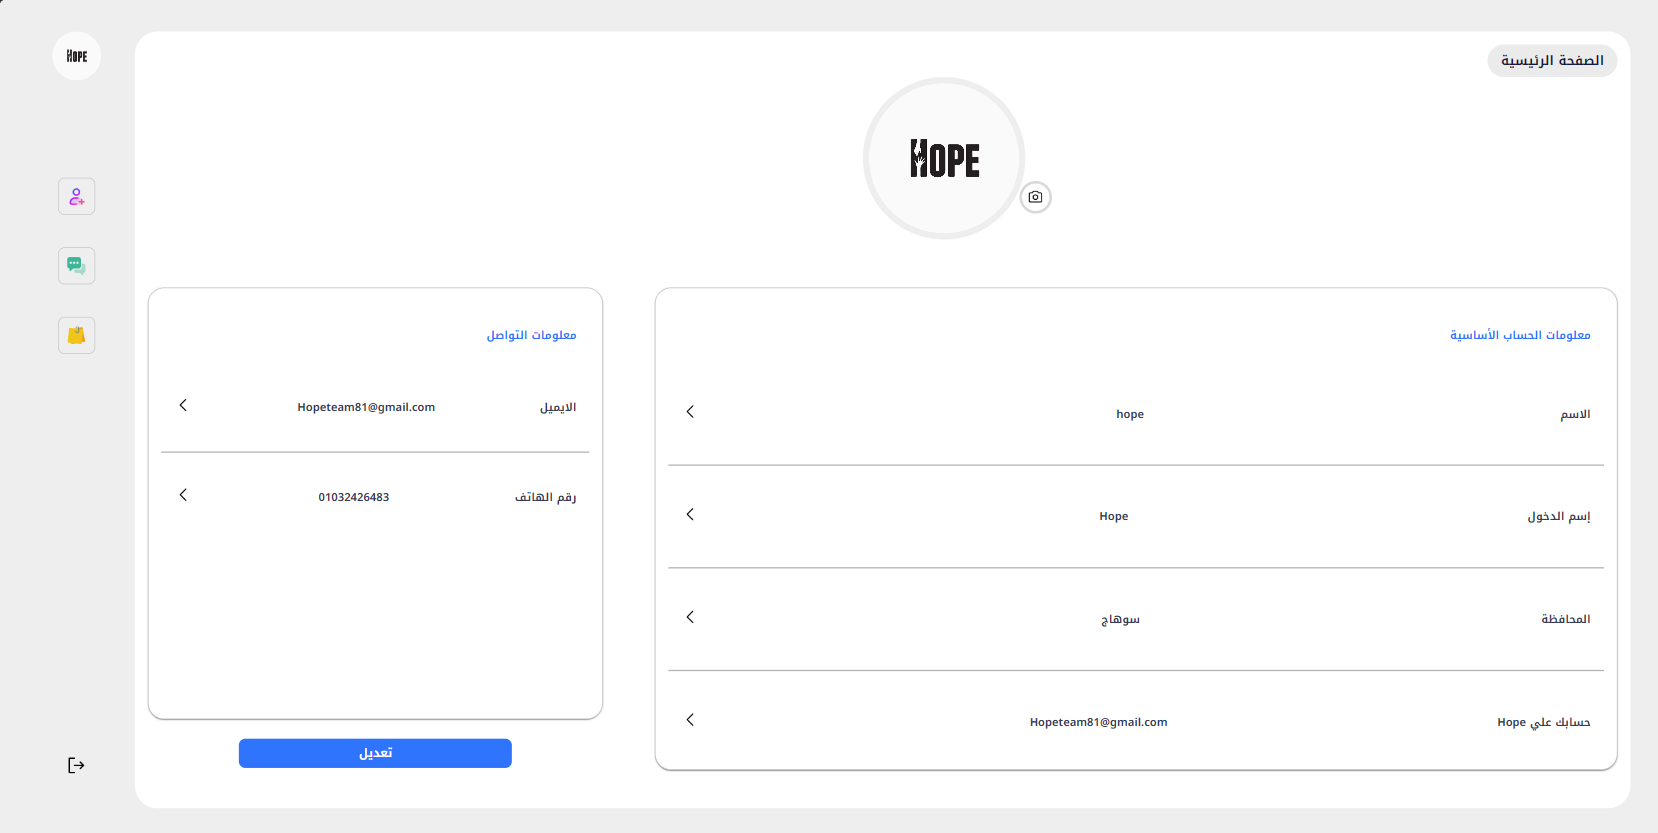 الصفحة الرئيسية
HOPE
HOPE
معلومات الحساب الأساسية
الاسم
hope
إسم الدخول
Hope
المحافظة
سوهاج
حسابك علي Hope
Hopeteam81@gmail.com
معلومات التواصل
الايميل
Hopeteam81@gmail.com
رقم الهاتف
01032426483
تعديل